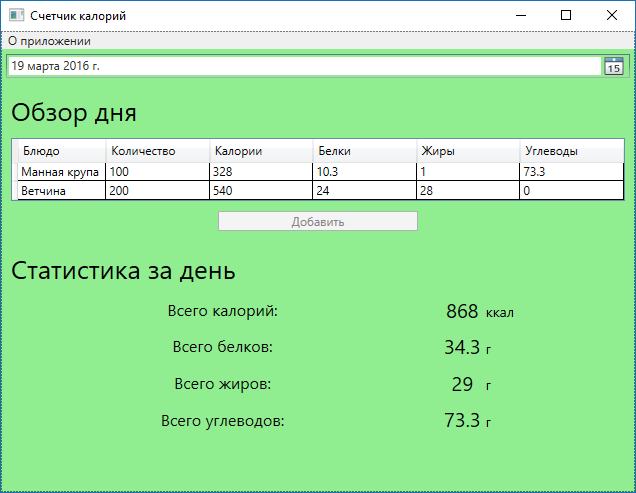 Счетчик калорий
О приложении
19 марта 2016 г.
15
Обзор дня
Блюдо Количество Калории Белки Жиры Углеводы
Манная крупа 100 328 10.3 1 73.3
Ветчина 200 540 24 28 0
Добавить
Статистика за день
Всего калорий: 868 ккал
Всего белков: 34.3 г
Всего жиров: 29 г
Всего углеводов: 73.3 г